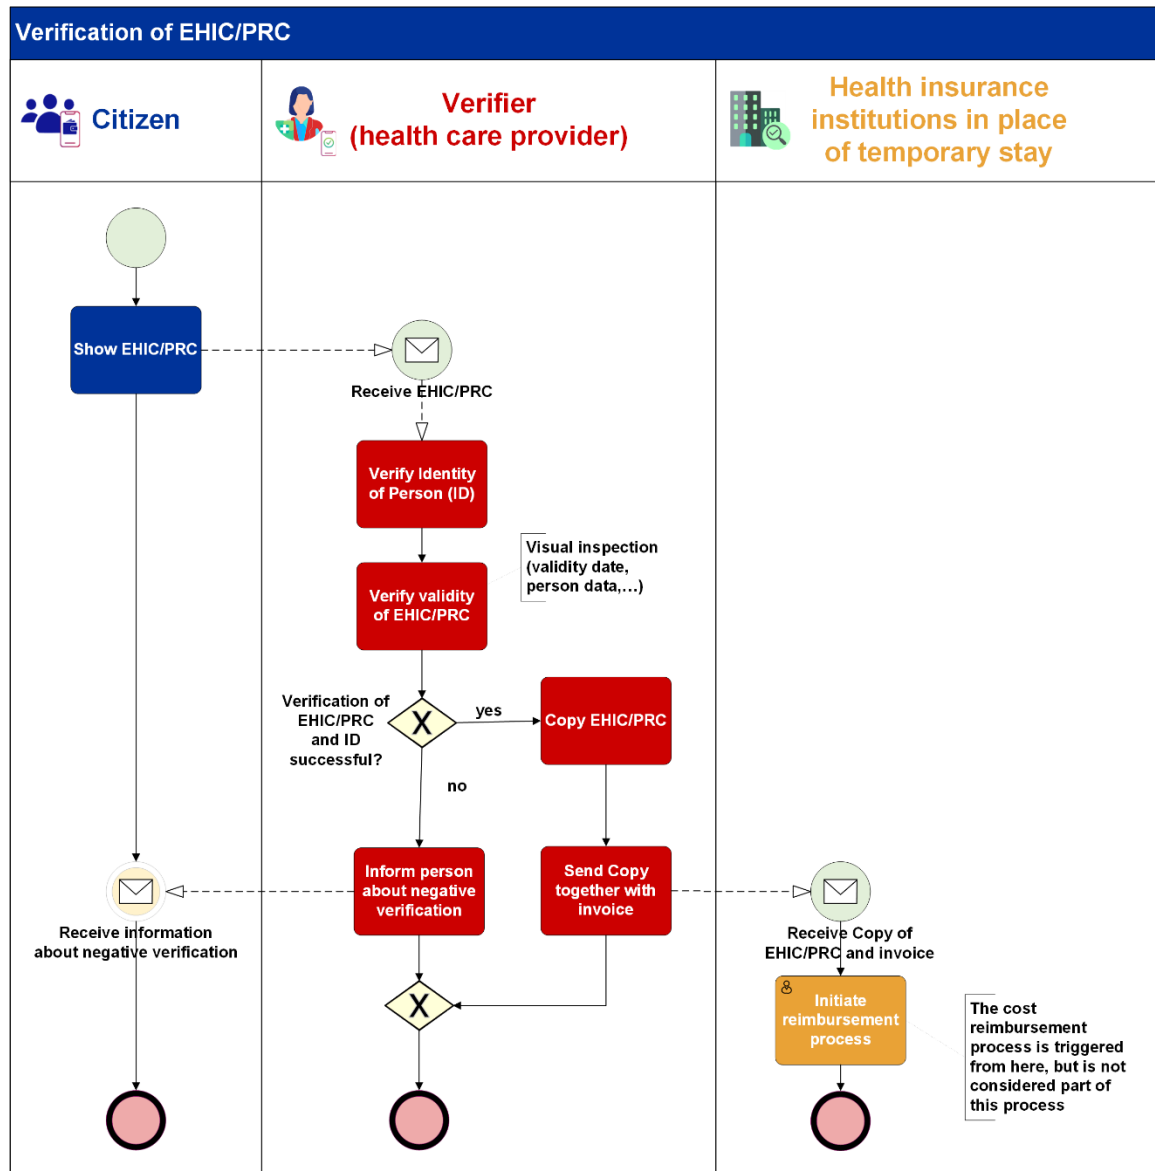 Verification of EHIC/PRC
Citizen
Verifier
(health care provider)
Health insurance
institutions in place
of temporary stay
Show EHIC/PRC
Receive EHIC/PRC
Verify Identity
of Person (ID)
Visual inspection
(validity date,
person data,...)
Verify validity
of EHIC/PRC
Verification of
EHIC/PRC
and ID
successful?
X
yes
Copy EHIC/PRC
no
Inform person
about negative
verification
Send Copy
together with
invoice
Receive information
about negative verification
Receive Copy of
EHIC/PRC and invoice
X
Initiate
reimbursement
process
The cost
reimbursement
process is triggered
from here, but is not
considered part of
this process